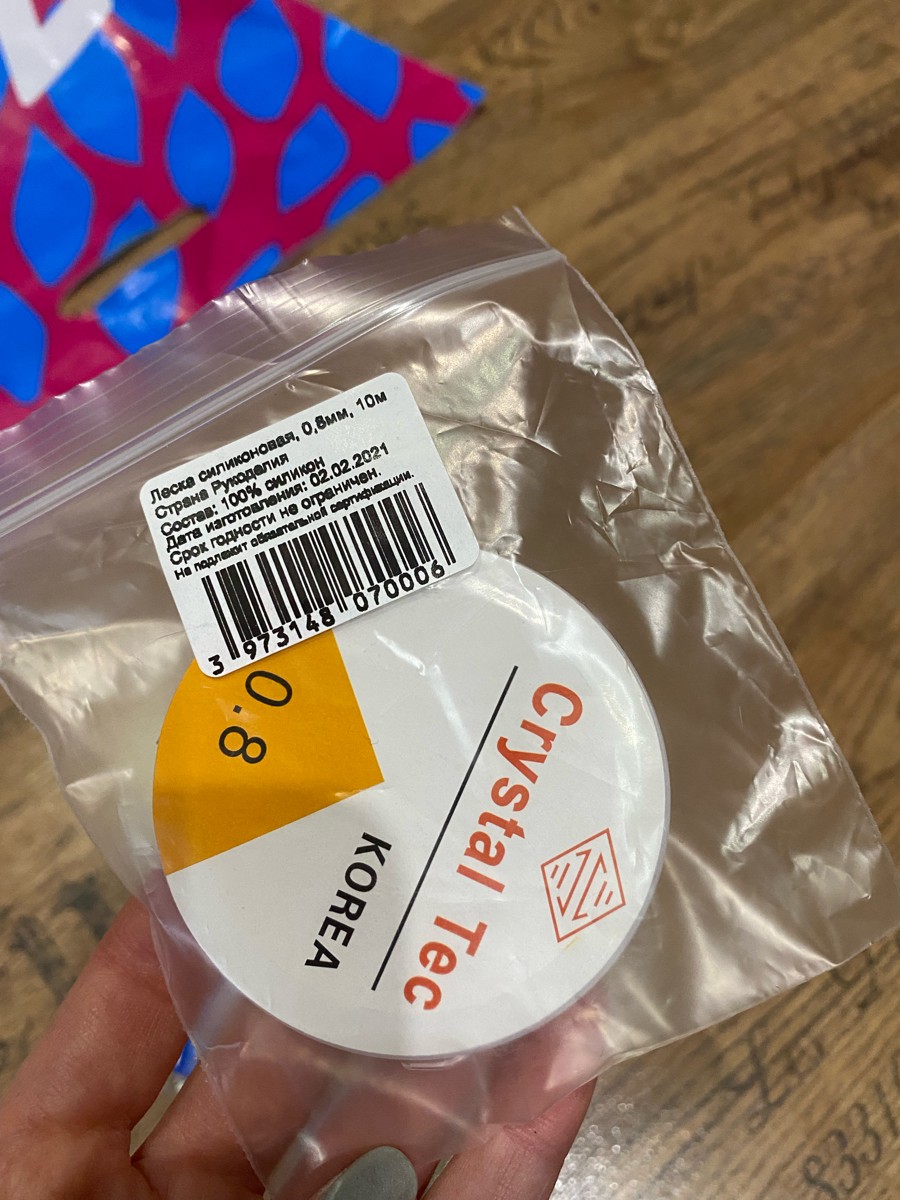 Леска силиконовая, 0,8мм, 10м
Страна Рукоделия
Состав: 100% силикон
Дата изготовления: 02.02.2021
Срок годности не ограничен.
Не подлежит обязательной сертификации.
3 973148 070006
0.8
Crystal Tec
KOREA